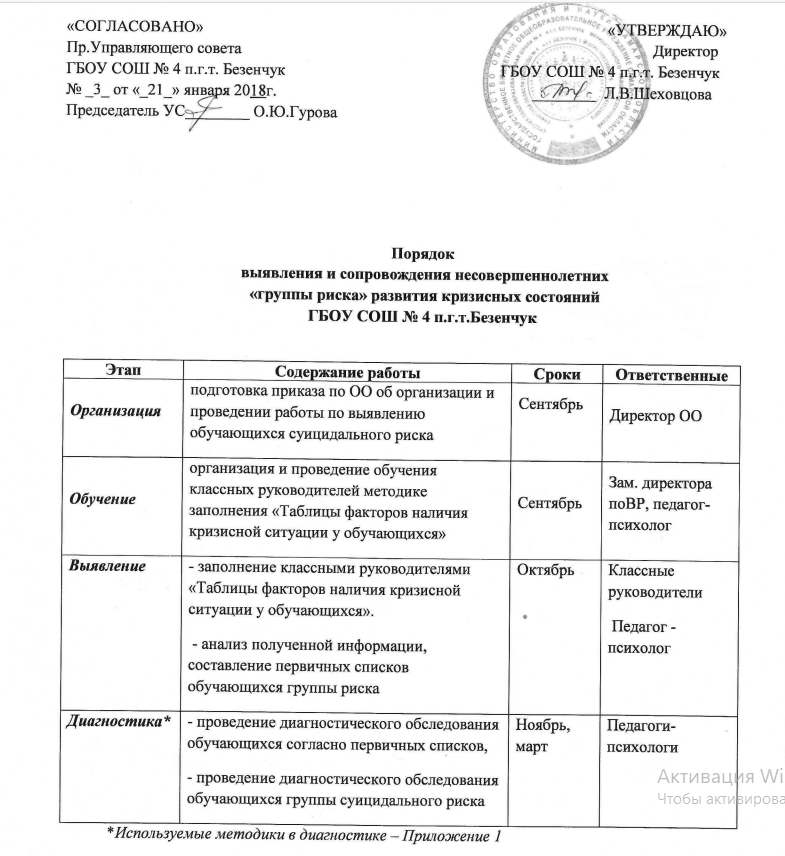 «СОГЛАСОВАНО»
Пр.Управляющего совета
ГБОУ СОШ № 4 п.г.т. Безенчук
№ _3_ от «_21_» января 2018г.
Председатель УС________ О.Ю.Гурова
«УТВЕРЖДАЮ»
Директор
ГБОУ СОШ № 4 п.г.т. Безенчук
________ Л.В.Шеховцова
Порядок
выявления и сопровождения несовершеннолетних
«группы риска» развития кризисных состояний
ГБОУ СОШ № 4 п.г.т.Безенчук
Этап Содержание работы Сроки Ответственные
Организация
подготовка приказа по ОО об организации и
проведении работы по выявлению
обучающихся суицидального риска
Сентябрь
Директор ОО
Обучение
организация и проведение обучения
классных руководителей методике
заполнения «Таблицы факторов наличия
кризисной ситуации у обучающихся»
Сентябрь
Зам. директора
поВР, педагог-
психолог
Выявление
- заполнение классными руководителями
«Таблицы факторов наличия кризисной
ситуации у обучающихся».
- анализ полученной информации,
составление первичных списков
обучающихся группы риска
Октябрь
Классные
руководители
Педагог -
психолог
Диагностика*
- проведение диагностического обследования
обучающихся согласно первичных списков,
- проведение диагностического обследования
обучающихся группы суицидального риска
Ноябрь,
март
Педагоги-
психологи
*Используемые методики в диагностике – Приложение 1
Активация Wi
Чтобы активирова